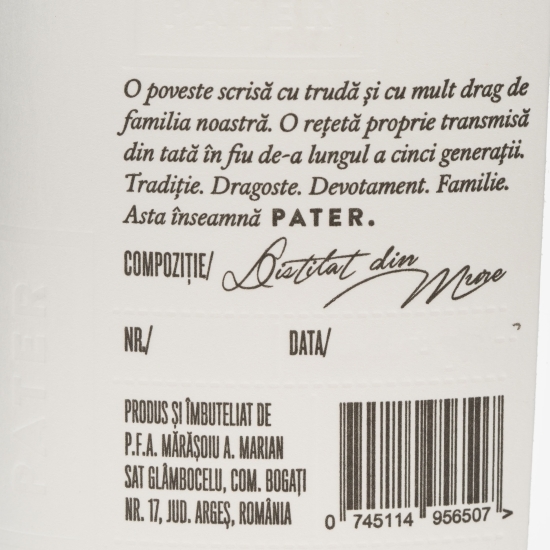 O poveste scrisă cu trudă și cu mult drag de
familia noastră. O rețetă proprie transmisă
din tată în fiu de-a lungul a cinci generații.
Tradiție. Dragoste. Devotament. Familie.
Asta înseamnă PATER.
COMPOZIȚIE/ Distilat din Mure
NR./ DATA/
PRODUS ȘI ÎMBUTELIAT DE
P.F.A. MĂRĂȘOIU A. MARIAN
SAT GLÂMBOCELU, COM. BOGAȚI
NR. 17, JUD. ARGEȘ, ROMÂNIA
0 745114 956507 >
PATER